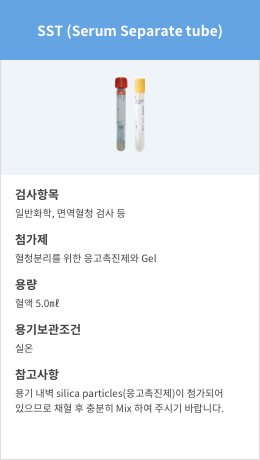 SST (Serum Separate tube)
검사항목
일반화학, 면역혈청 검사 등
첨가제
혈청분리를 위한 응고촉진제와 Gel
용량
혈액 5.0㎖
용기보관조건
실온
참고사항
용기 내벽 silica particles(응고촉진제)이 첨가되어
있으므로 채혈 후 충분히 Mix 하여 주시기 바랍니다.